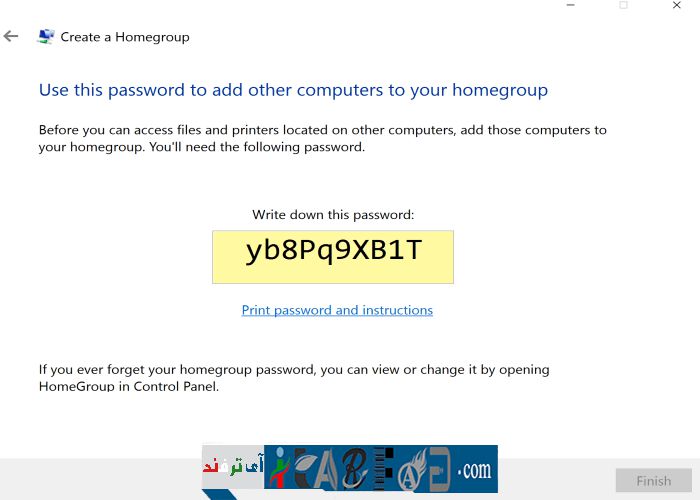 Create a Homegroup
Use this password to add other computers to your homegroup
Before you can access files and printers located on other computers, add those computers to
your homegroup. You'll need the following password.
Write down this password:
yb8Pq9XB1T
Print password and instructions
If you ever forget your homegroup password, you can view or change it by opening
HomeGroup in Control Panel.
آی ترفند
.com
Finish